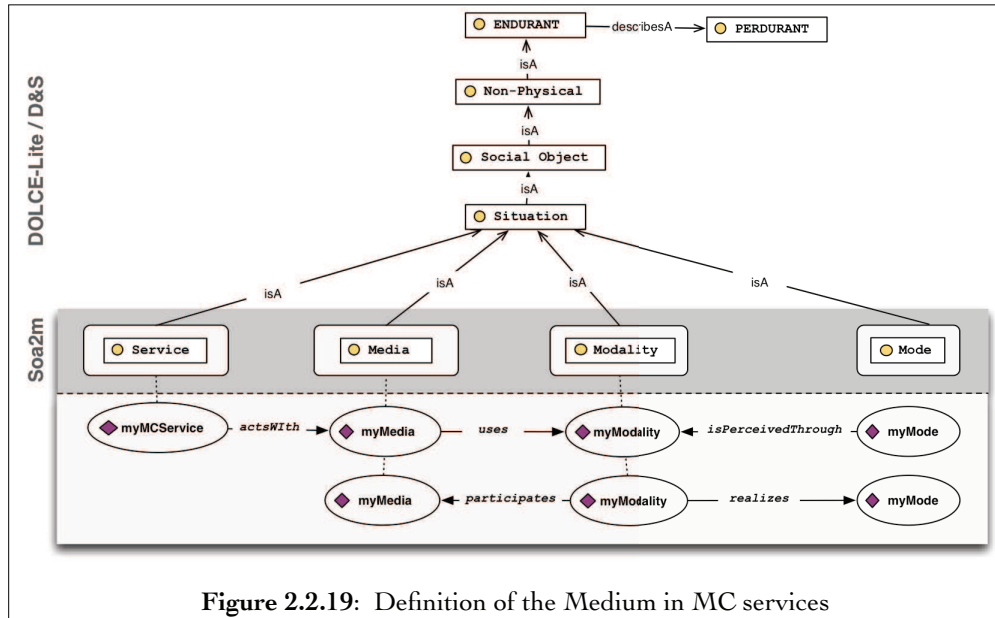 ENDURANT describesA PERDURANT
isA
Non-Physical
isA
Social Object
isA
Situation
isA isA isA isA
DOLCE-Lite / D&S
Service Media Modality Mode
Soa2m
myMCService actsWIth myMedia uses myModality isPerceivedThrough myMode
myMedia participates myModality realizes myMode
Figure 2.2.19: Definition of the Medium in MC services